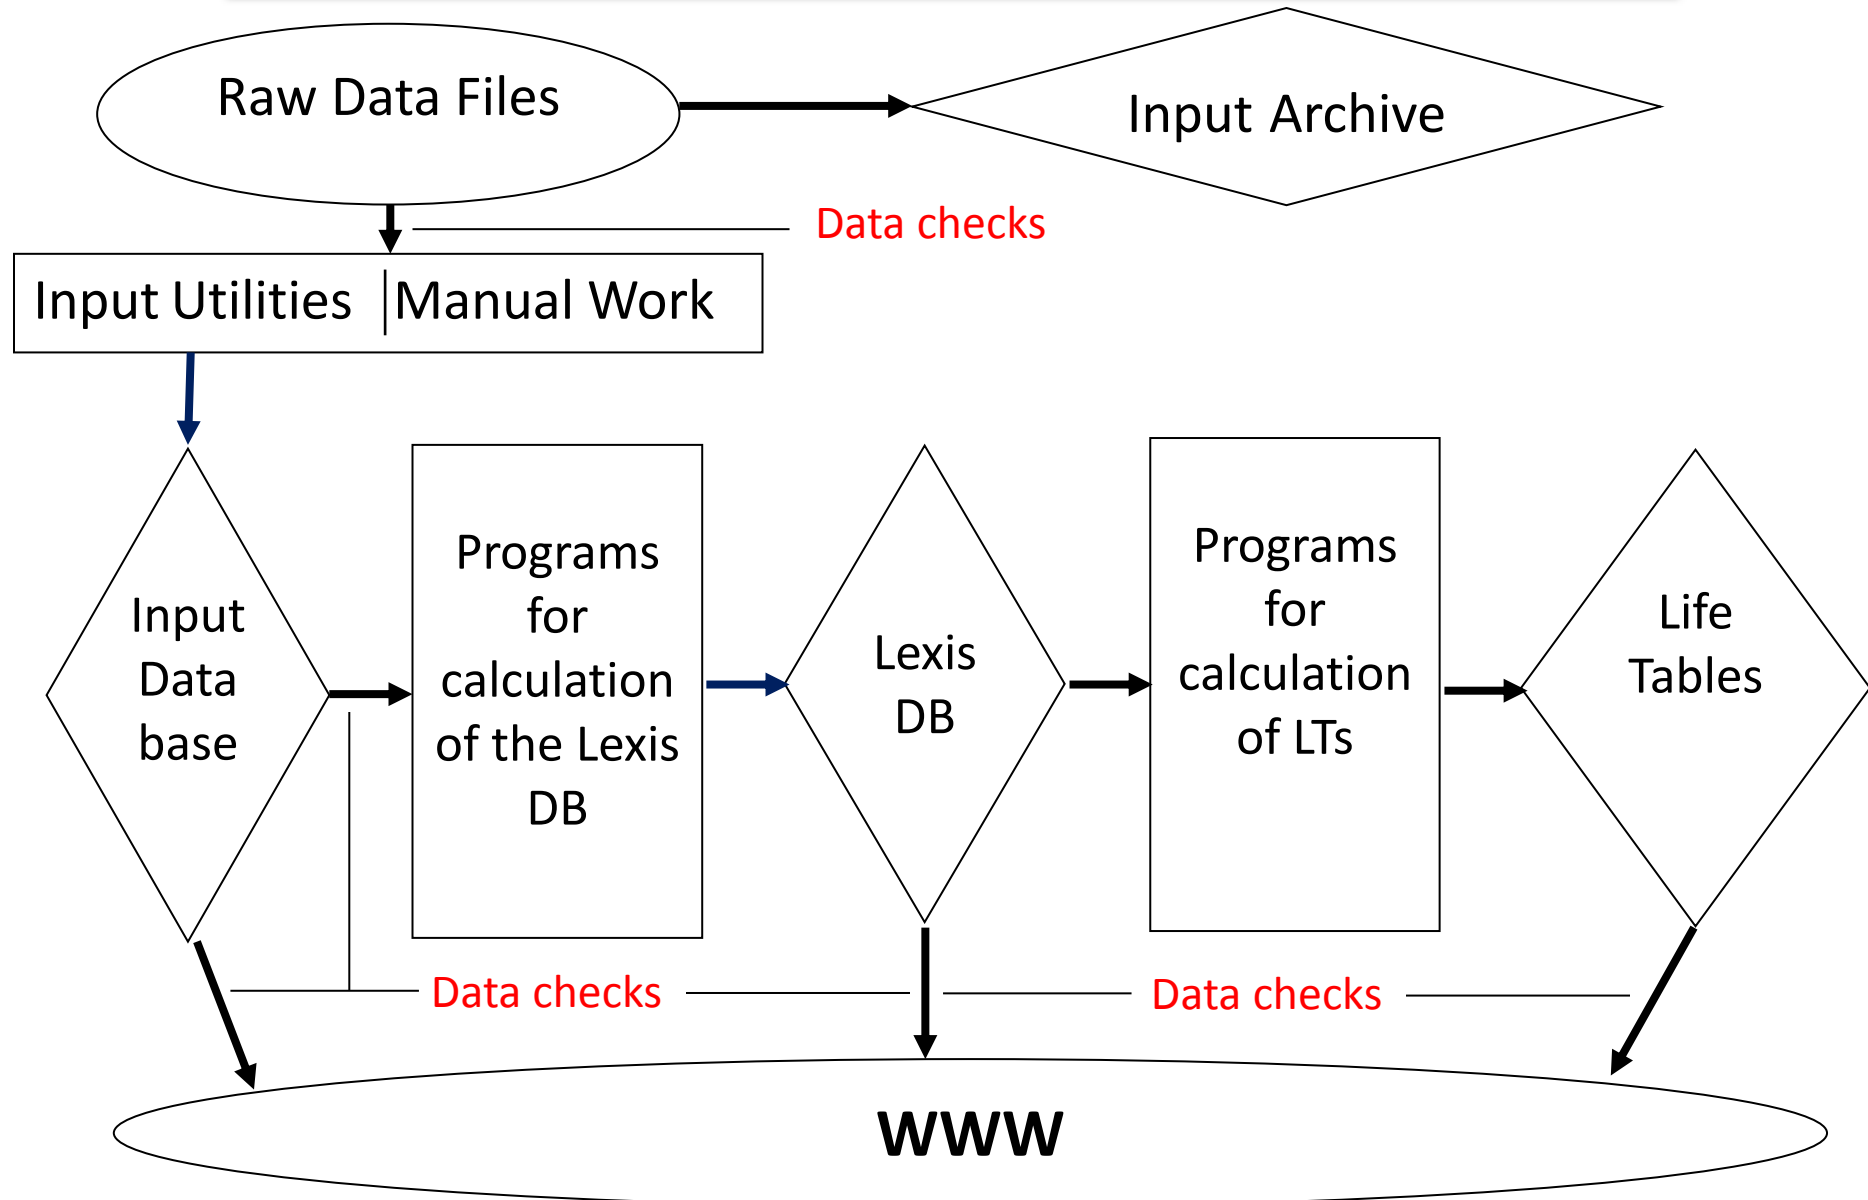 Raw Data Files
Input Archive
Data checks
Input Utilities
Manual Work
Input
Data
base
Programs
for
calculation
of the Lexis
DB
Lexis
DB
Programs
for
calculation
of LTs
Life
Tables
Data checks
Data checks
WWW